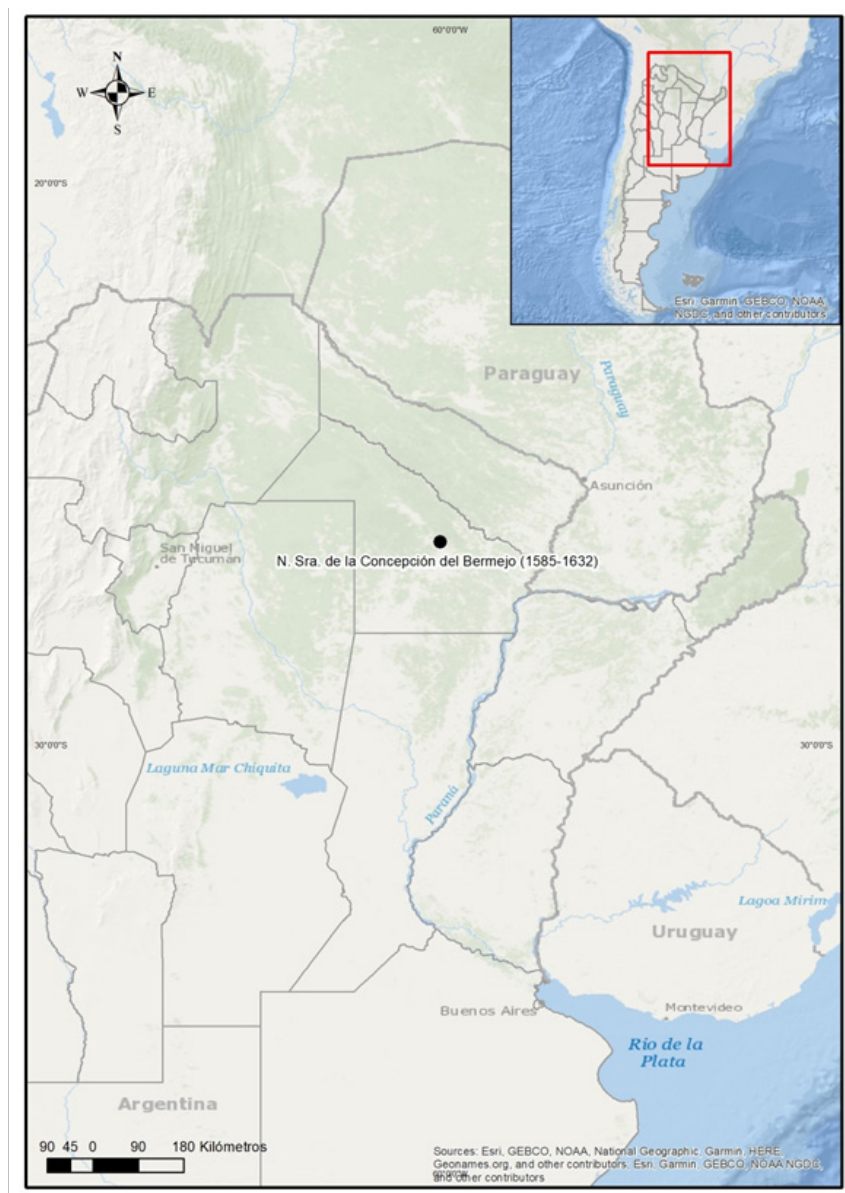 60°0'0"W
N
W E
S
20°0'0"S
Esri, Garmin, GEBCO, NOAA,
NGDC, and other contributors
Paraguay
Paraguay
Asunción
San Miguel
de Tucumán
N. Sra. de la Concepción del Bermejo (1585-1632)
30°0'0"S
30°0'0"S
Laguna Mar Chiquita
Paraná
Lagoa Mirim
Uruguay
Buenos Aires
Montevideo
Rio de la
Plata
Argentina
90 45 0 90 180 Kilómetros
Sources: Esri, GEBCO, NOAA, National Geographic, Garmin, HERE,
Geonames.org, and other contributors, Esri, Garmin, GEBCO, NOAA NGDC,
and other contributors
60°0'0"W